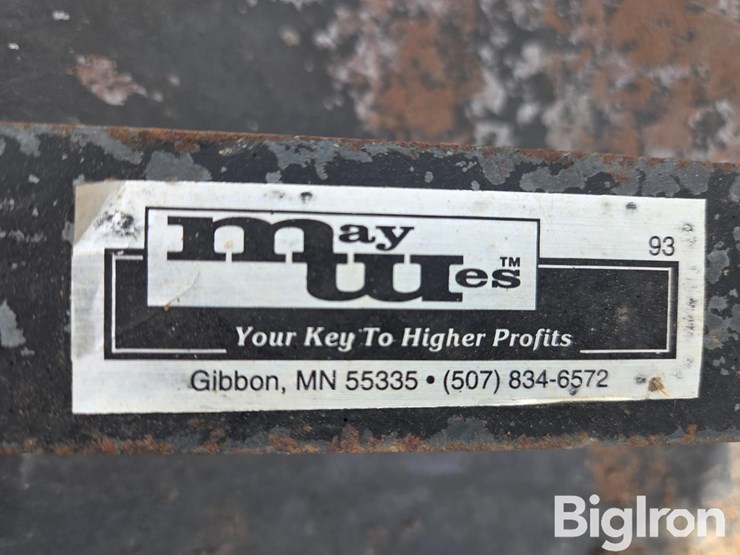 May
Wes™
93
Your Key To Higher Profits
Gibbon, MN 55335 • (507) 834-6572
BigIron